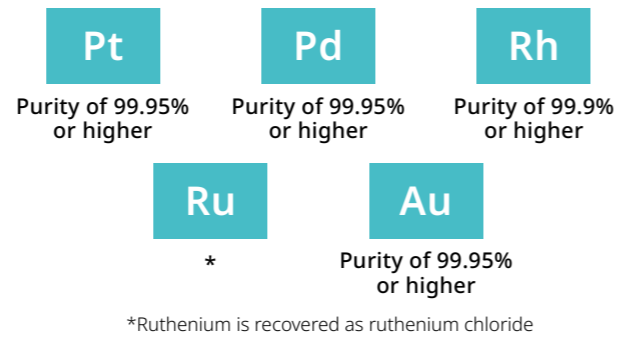 Pt Pd Rh
Purity of 99.95% Purity of 99.95% Purity of 99.9%
or higher or higher or higher
Ru Au
* Purity of 99.95%
or higher
*Ruthenium is recovered as ruthenium chloride